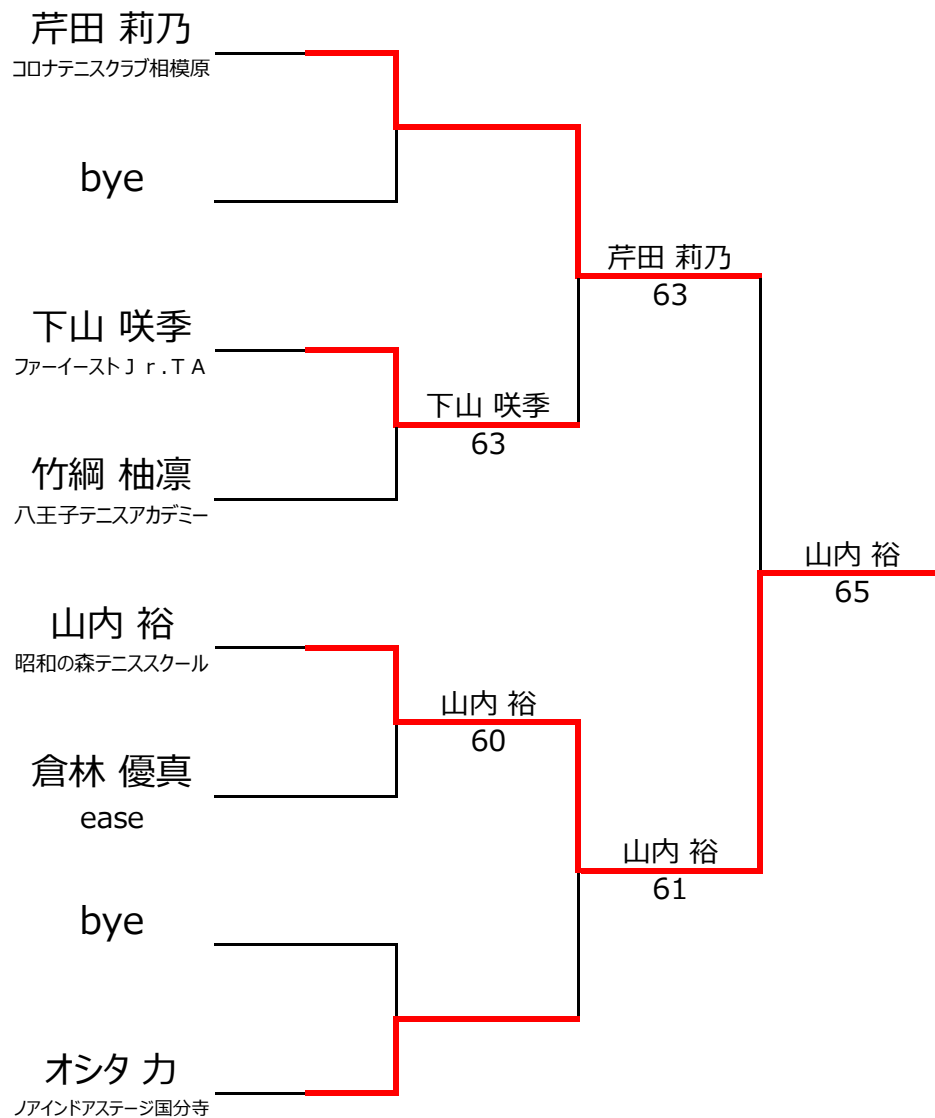 芹田 莉乃
コロナテニスクラブ相模原
bye
芹田 莉乃
63
下山 咲季
ファーイーストＪｒ.ＴＡ
下山 咲季
63
竹綱 柚凛
八王子テニスアカデミー
山内 裕
65
山内 裕
昭和の森テニススクール
山内 裕
60
倉林 優真
ease
山内 裕
61
bye
オシタ 力
ノアインドアステージ国分寺